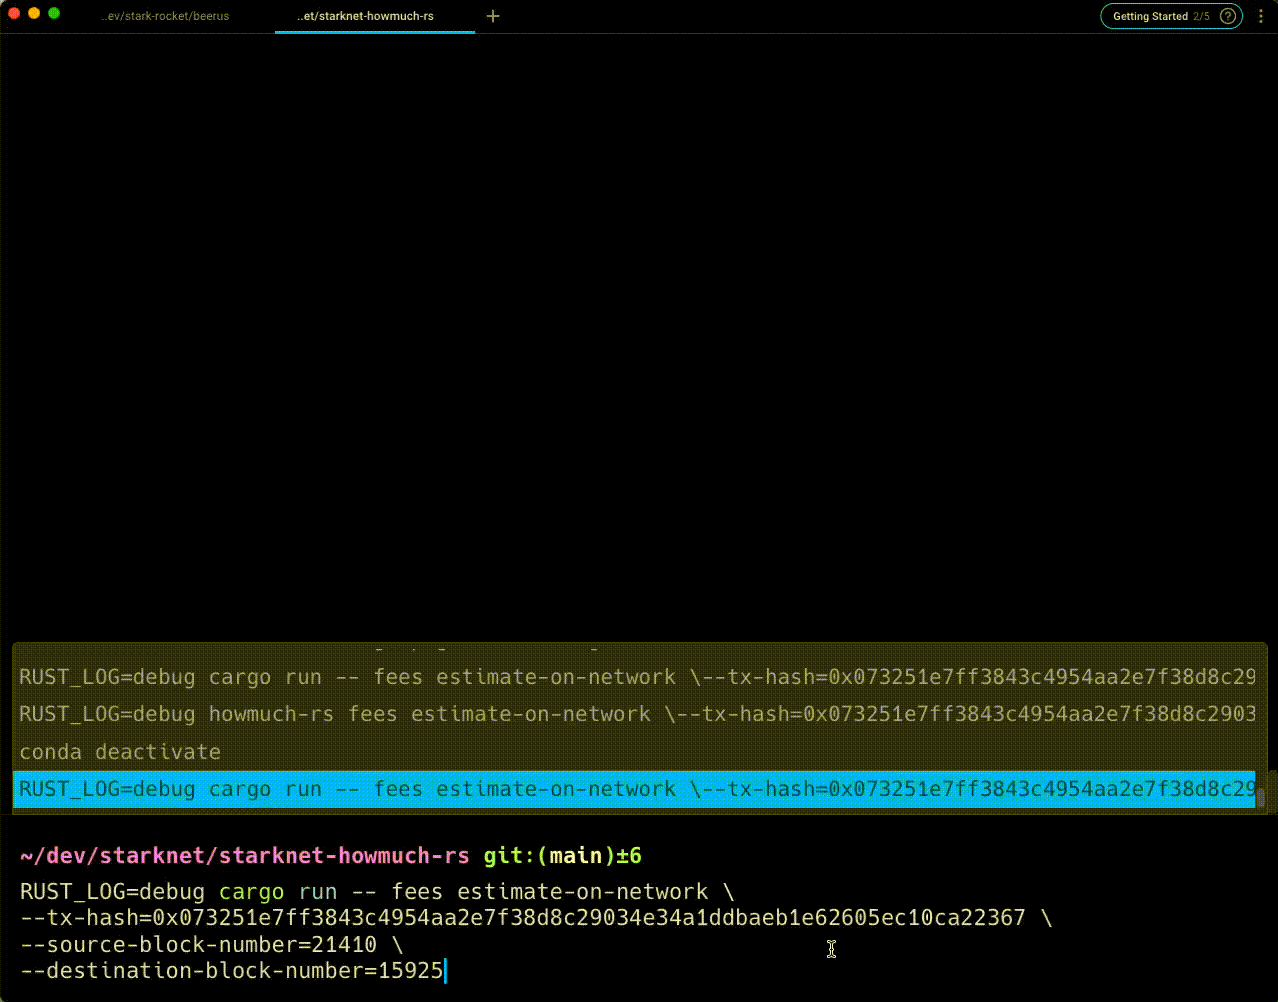 ..ev/stark-rocket/beerus ..et/starknet-howmuch-rs + Getting Started 2/5 ?
RUST_LOG=debug cargo run -- fees estimate-on-network \--tx-hash=0x073251e7ff3843c4954aa2e7f38d8c29
RUST_LOG=debug howmuch-rs fees estimate-on-network \--tx-hash=0x073251e7ff3843c4954aa2e7f38d8c2903
conda deactivate
RUST_LOG=debug cargo run -- fees estimate-on-network \--tx-hash=0x073251e7ff3843c4954aa2e7f38d8c29
~/dev/starknet/starknet-howmuch-rs git:(main)±6
RUST_LOG=debug cargo run -- fees estimate-on-network \
--tx-hash=0x073251e7ff3843c4954aa2e7f38d8c29034e34a1ddbaeb1e62605ec10ca22367 \
--source-block-number=21410 \
--destination-block-number=15925